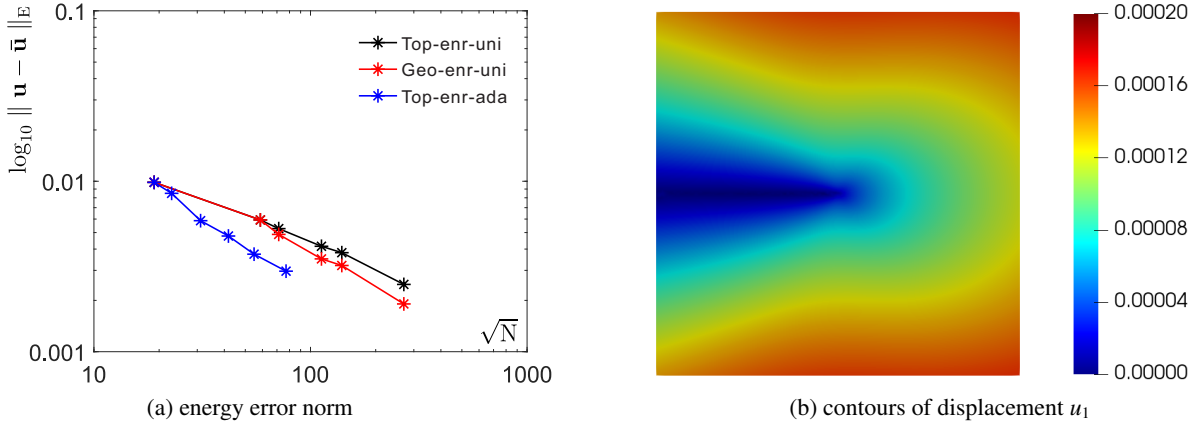 log₁₀ ‖ u − ū ‖E
0.1
0.01
0.001
10
100
1000
√N
Top-enr-uni
Geo-enr-uni
Top-enr-ada
(a) energy error norm
0.00020
0.00016
0.00012
0.00008
0.00004
0.00000
(b) contours of displacement u₁